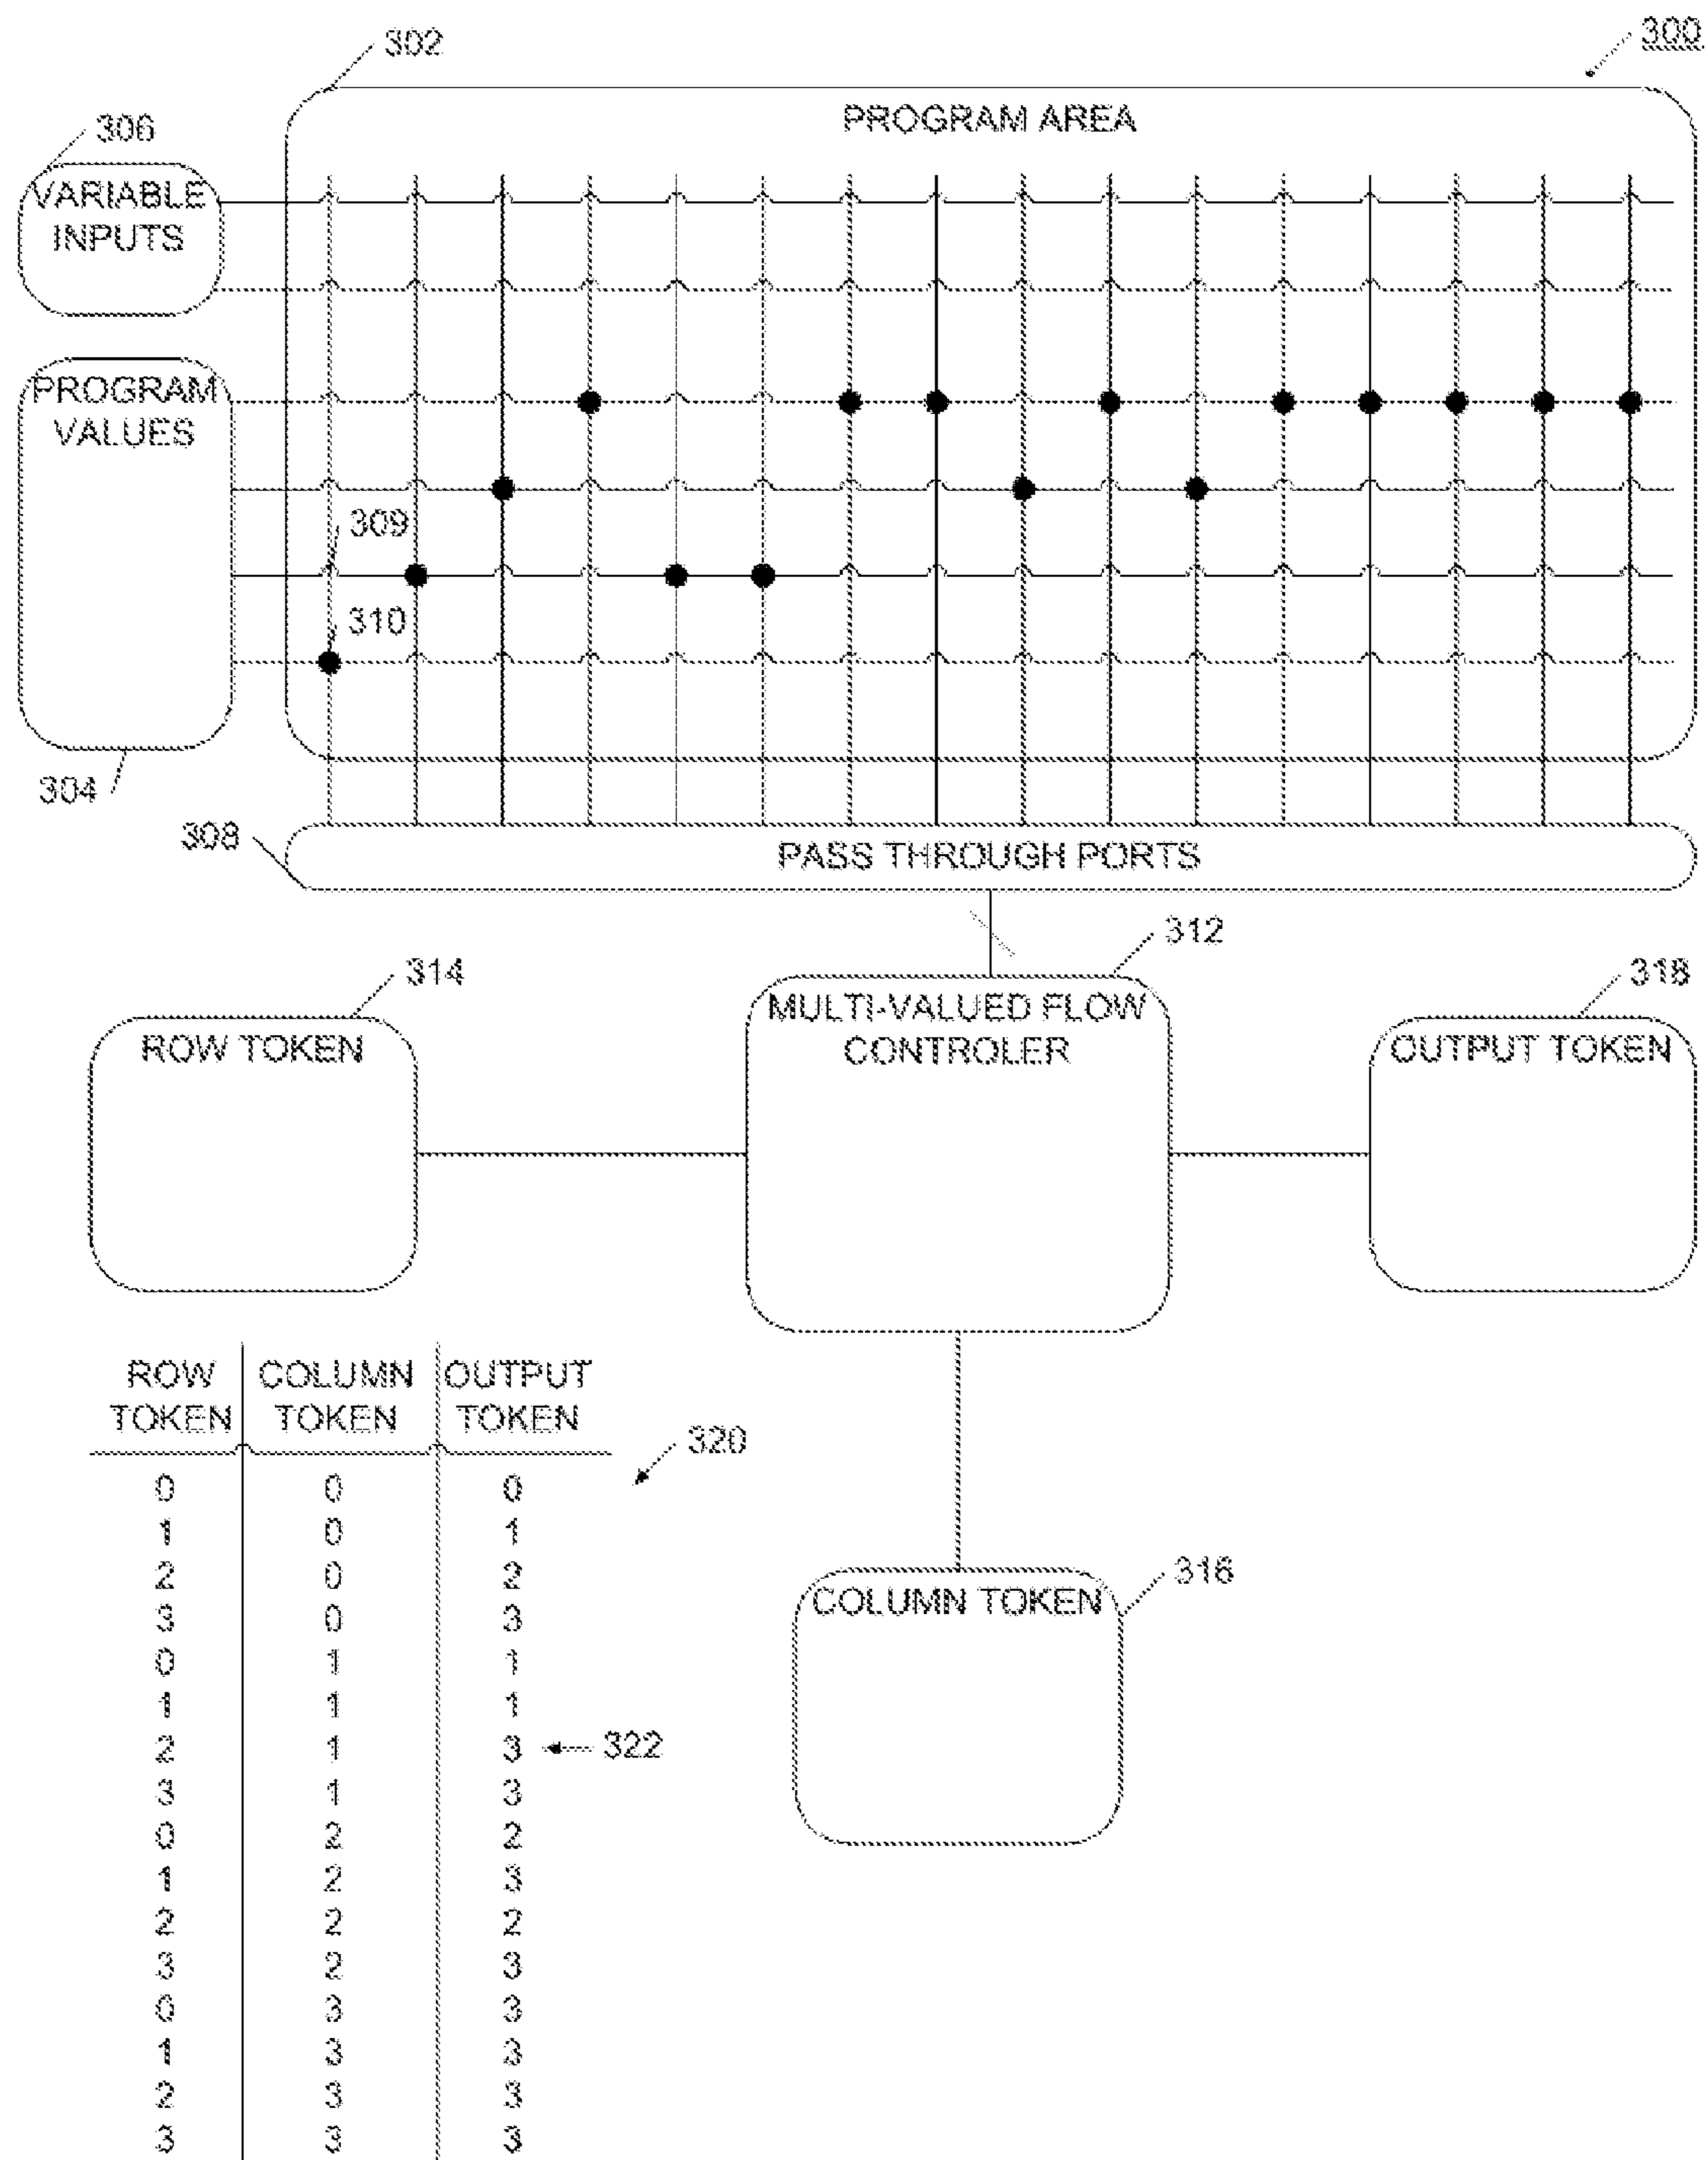 302
300
PROGRAM AREA
306
VARIABLE
INPUTS
PROGRAM
VALUES
309
310
304
308
PASS THROUGH PORTS
312
314
318
MULTI-VALUED FLOW
CONTROLER
ROW TOKEN
OUTPUT TOKEN
ROW COLUMN OUTPUT
TOKEN TOKEN TOKEN
320
0 0 0
1 0 1
2 0 2
316
COLUMN TOKEN
3 0 3
0 1 1
1 1 1
2 1 3 322
3 1 3
0 2 2
1 2 3
2 2 2
3 2 3
0 3 3
1 3 3
2 3 3
3 3 3